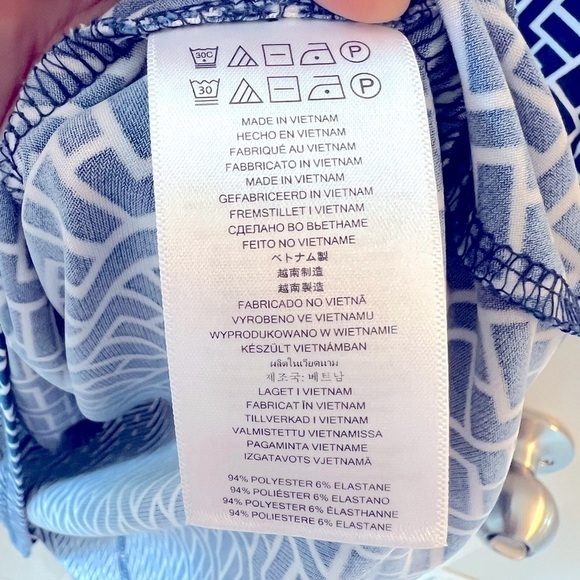 30C P
30 P
MADE IN VIETNAM
HECHO EN VIETNAM
FABRIQUÉ AU VIETNAM
FABBRICATO IN VIETNAM
MADE IN VIETNAM
GEFABRICEERD IN VIETNAM
FREMSTILLET I VIETNAM
СДЕЛАНО ВО ВЬЕТНАМЕ
FEITO NO VIETNAME
ベトナム製
越南制造
越南製造
FABRICADO NO VIETNÃ
VYROBENO VE VIETNAMU
WYPRODUKOWANO W WIETNAMIE
KÉSZÜLT VIETNÁMBAN
ผลิตในเวียดนาม
제조국: 베트남
LAGET I VIETNAM
FABRICAT ÎN VIETNAM
TILLVERKAD I VIETNAM
VALMISTETTU VIETNAMISSA
PAGAMINTA VIETNAME
IZGATAVOTS VJETNAMĀ
94% POLYESTER 6% ELASTANE
94% POLIÉSTER 6% ELASTANO
94% POLYESTER 6% ÉLASTHANNE
94% POLIESTERE 6% ELASTANE